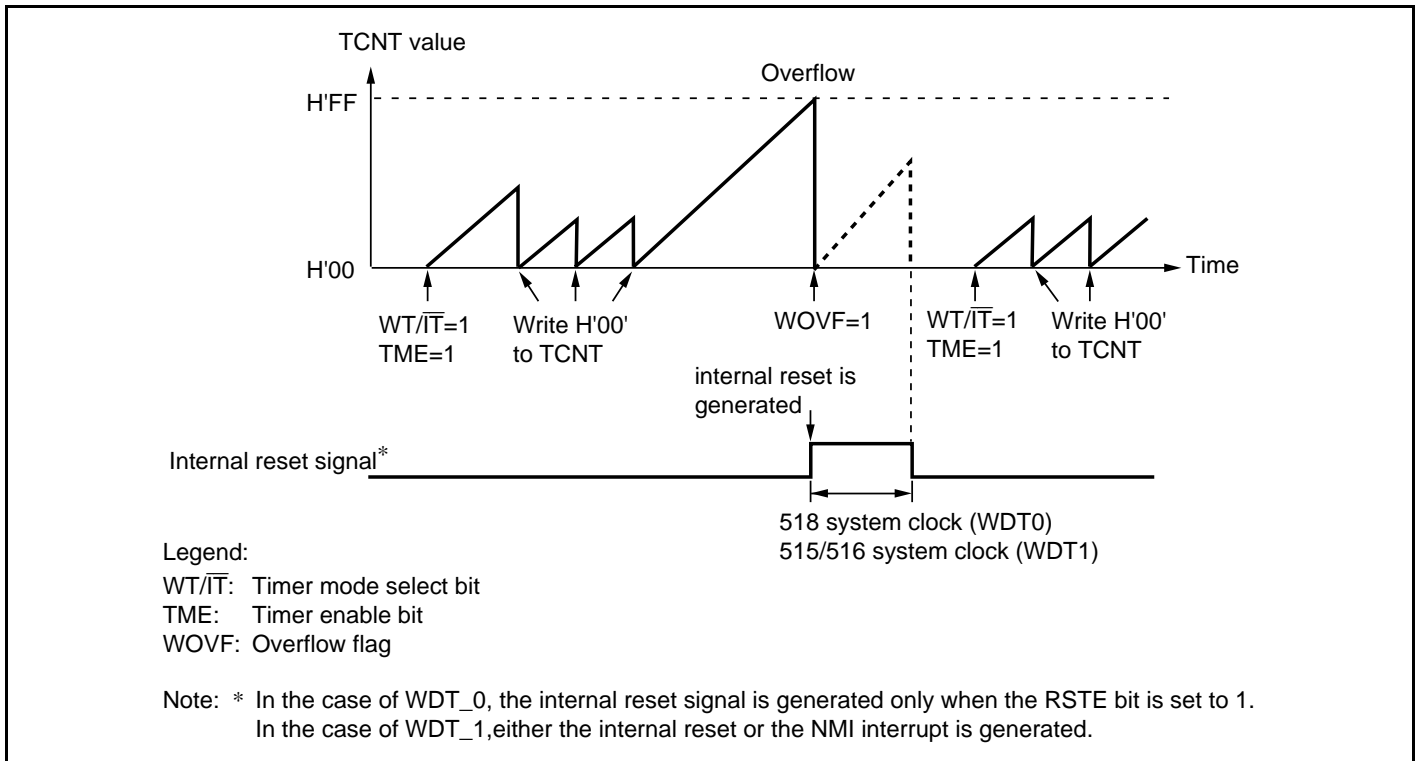 TCNT value
Overflow
H'FF
H'00
Time
WT/I̅T̅=1
TME=1
Write H'00'
to TCNT
WOVF=1
WT/I̅T̅=1
TME=1
Write H'00'
to TCNT
internal reset is
generated
Internal reset signal*
518 system clock (WDT0)
515/516 system clock (WDT1)
Legend:
WT/I̅T̅: Timer mode select bit
TME: Timer enable bit
WOVF: Overflow flag
Note: * In the case of WDT_0, the internal reset signal is generated only when the RSTE bit is set to 1.
In the case of WDT_1,either the internal reset or the NMI interrupt is generated.